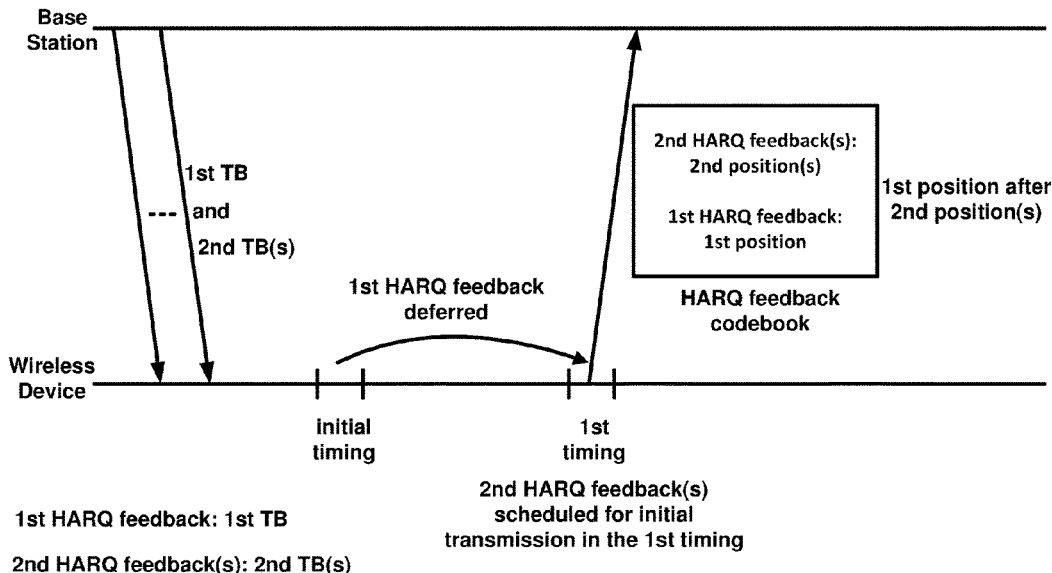 Base
Station
1st TB
--- and
2nd TB(s)
2nd HARQ feedback(s):
2nd position(s)
1st HARQ feedback:
1st position
1st position after
2nd position(s)
HARQ feedback
codebook
1st HARQ feedback
deferred
Wireless
Device
initial
timing
1st
timing
2nd HARQ feedback(s)
scheduled for initial
transmission in the 1st timing
1st HARQ feedback: 1st TB
2nd HARQ feedback(s): 2nd TB(s)